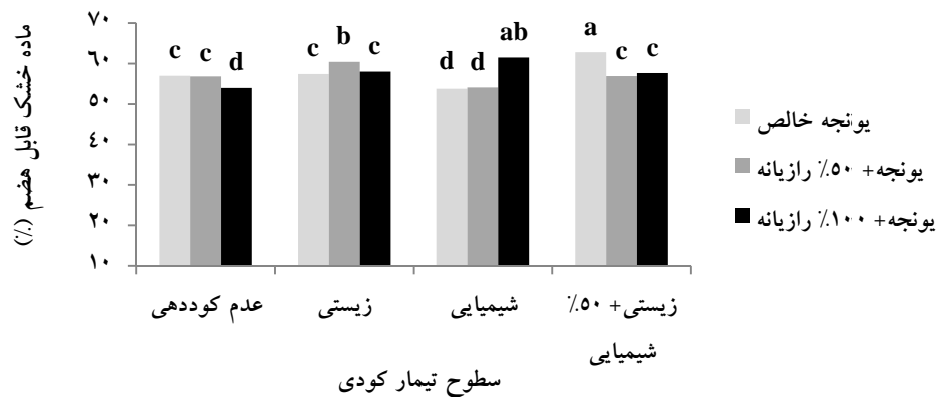 ماده خشک قابل هضم (٪)
۷۰
۶۰
۵۰
۴۰
۳۰
۲۰
۱۰
c c d
c b c
d d ab
a c c
عدم کوددهی
زیستی
شیمیایی
زیستی+ ۵۰٪
شیمیایی
سطوح تیمار کودی
یونجه خالص
یونجه+ ۵۰٪ رازیانه
یونجه+ ۱۰۰٪ رازیانه